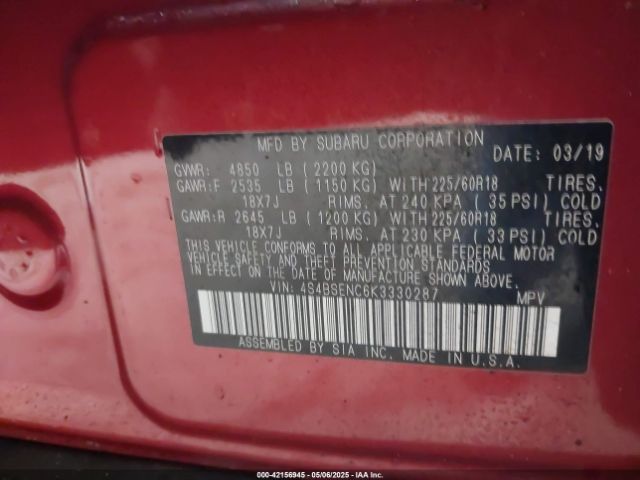 MFD BY SUBARU CORPORATION
DATE: 03/19
GVWR: 4850 LB (2200 KG)
GAWR:F 2535 LB (1150 KG) WITH 225/60R18 TIRES.
18X7J RIMS. AT 240 KPA ( 35 PSI) COLD
GAWR:R 2645 LB (1200 KG) WITH 225/60R18 TIRES.
18X7J RIMS. AT 230 KPA ( 33 PSI) COLD
THIS VEHICLE CONFORMS TO ALL APPLICABLE FEDERAL MOTOR
VEHICLE SAFETY AND THEFT PREVENTION STANDARDS
IN EFFECT ON THE DATE OF MANUFACTURE SHOWN ABOVE.
VIN: 4S4BSENC6K3330287 MPV
ASSEMBLED BY SIA INC. MADE IN U.S.A.
000-42156945 - 05/06/2025 - IAA Inc.